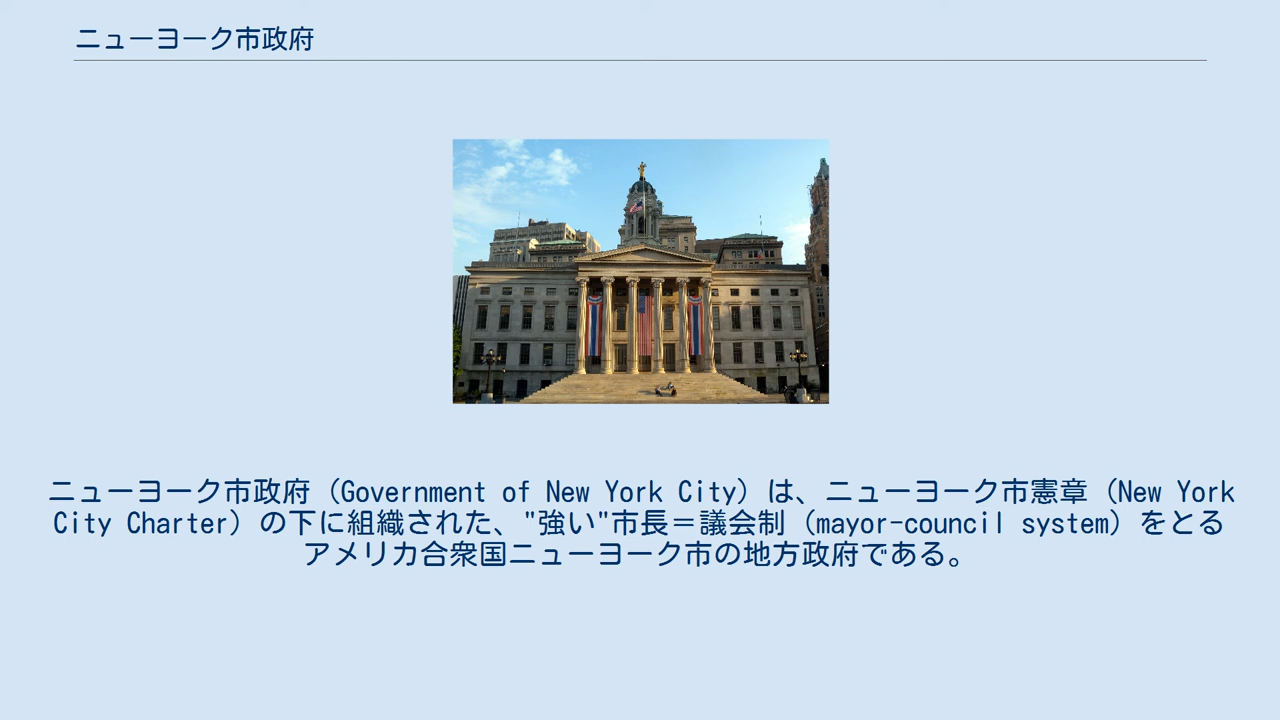 ニューヨーク市政府
ニューヨーク市政府（Government of New York City）は、ニューヨーク市憲章（New York
City Charter）の下に組織された、"強い"市長＝議会制（mayor-council system）をとる
アメリカ合衆国ニューヨーク市の地方政府である。